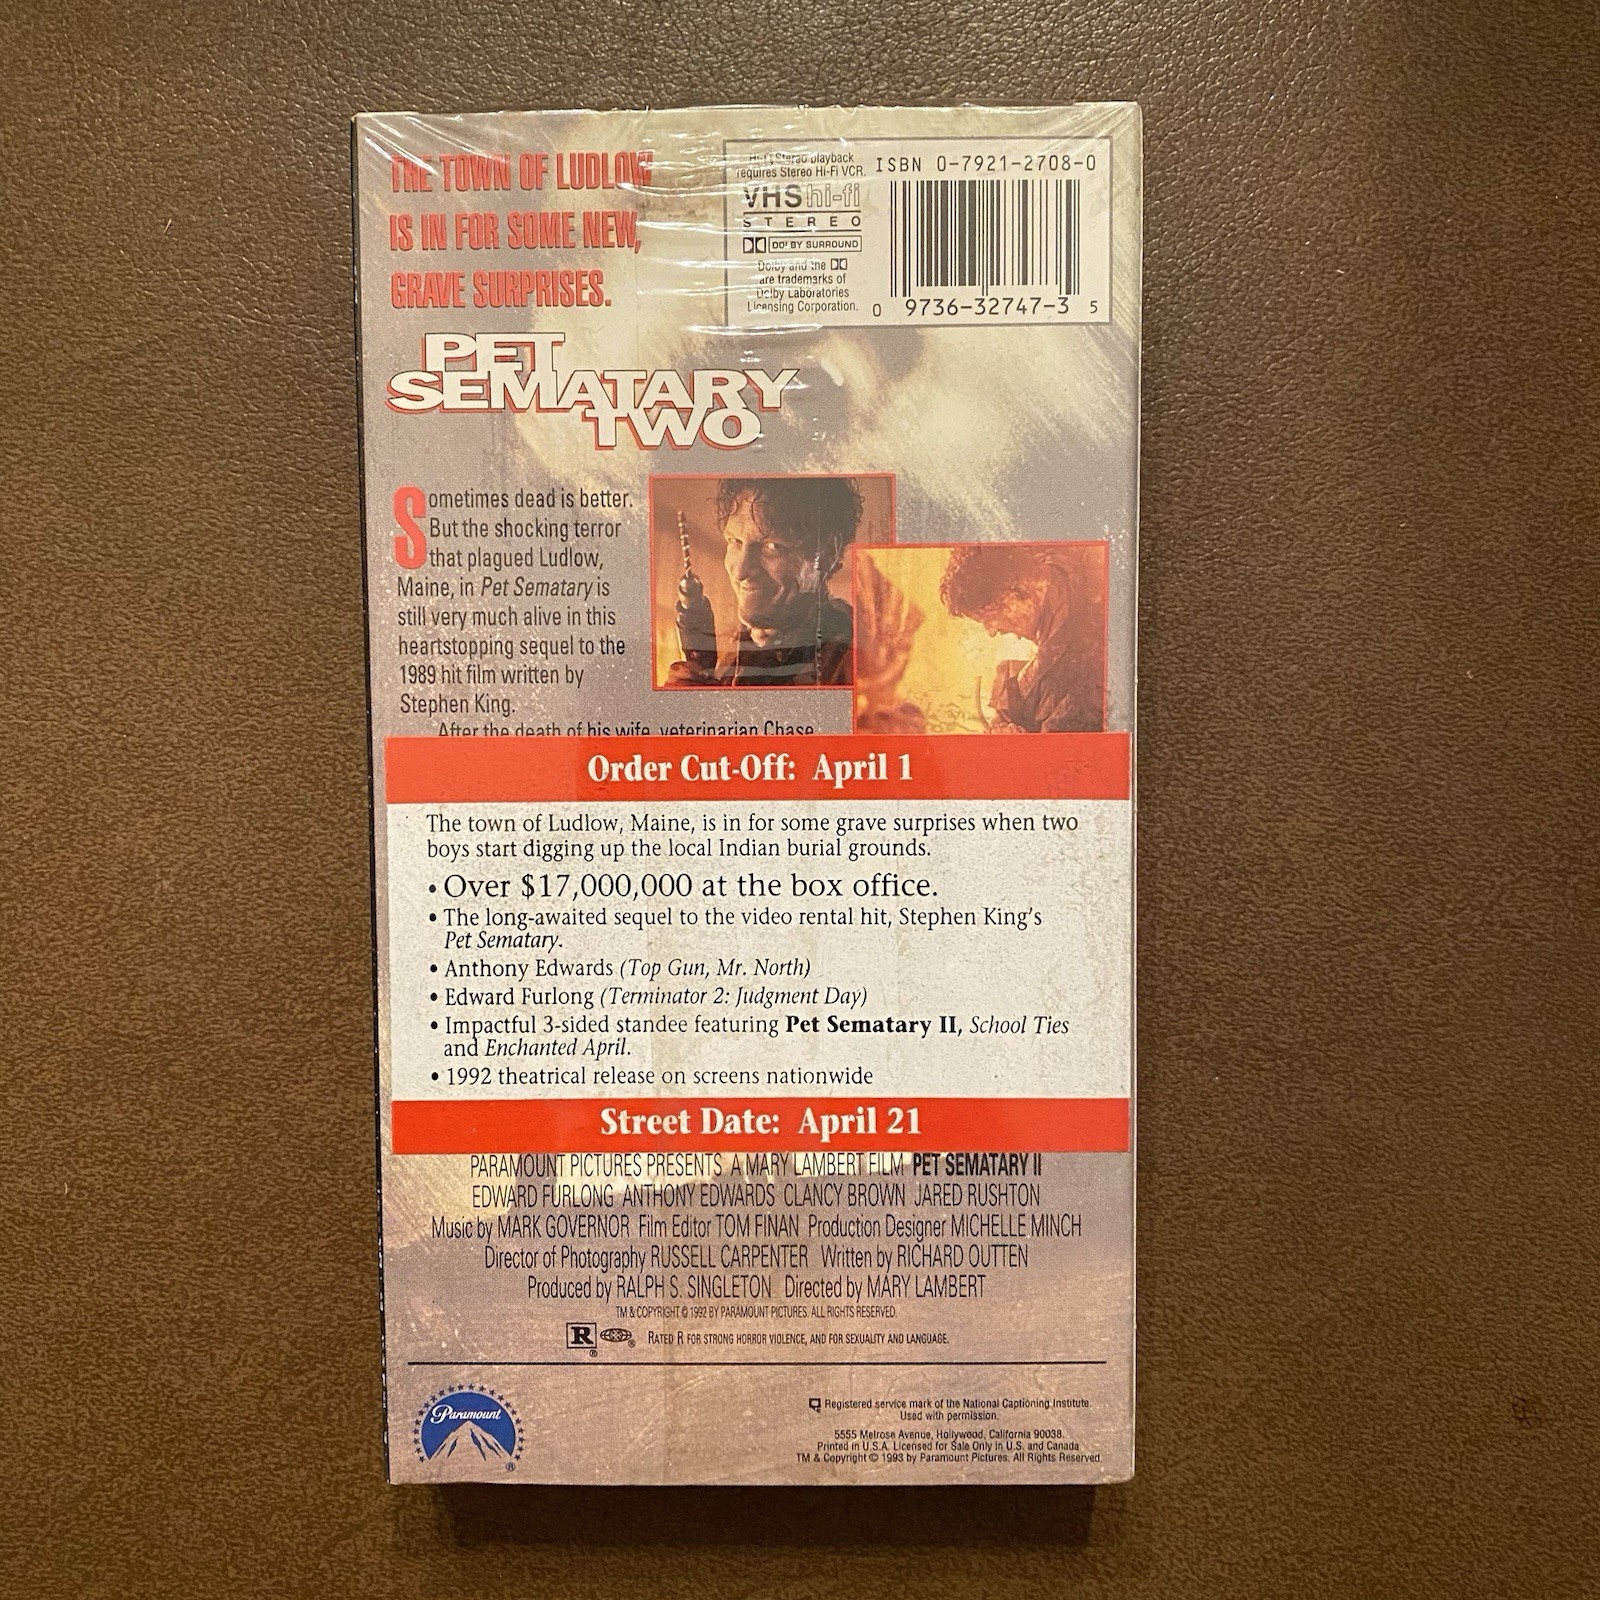 THE TOWN OF LUDLOW
IS IN FOR SOME NEW,
GRAVE SURPRISES.
Hi-Fi Stereo playback
requires Stereo Hi-Fi VCR.
VHS hi-fi
STEREO
DOLBY SURROUND
Dolby and the
are trademarks of
Dolby Laboratories
Licensing Corporation.
ISBN 0-7921-2708-0
0 9736-32747-3 5
PET
SEMATARY
TWO
Sometimes dead is better.
But the shocking terror
that plagued Ludlow,
Maine, in Pet Sematary is
still very much alive in this
heartstopping sequel to the
1989 hit film written by
Stephen King.
After the death of his wife, veterinarian Chase
Order Cut-Off: April 1
The town of Ludlow, Maine, is in for some grave surprises when two
boys start digging up the local Indian burial grounds.
• Over $17,000,000 at the box office.
• The long-awaited sequel to the video rental hit, Stephen King's
Pet Sematary.
• Anthony Edwards (Top Gun, Mr. North)
• Edward Furlong (Terminator 2: Judgment Day)
• Impactful 3-sided standee featuring Pet Sematary II, School Ties
and Enchanted April.
• 1992 theatrical release on screens nationwide
Street Date: April 21
PARAMOUNT PICTURES PRESENTS A MARY LAMBERT FILM PET SEMATARY II
EDWARD FURLONG ANTHONY EDWARDS CLANCY BROWN JARED RUSHTON
Music by MARK GOVERNOR Film Editor TOM FINAN Production Designer MICHELLE MINCH
Director of Photography RUSSELL CARPENTER Written by RICHARD OUTTEN
Produced by RALPH S. SINGLETON Directed by MARY LAMBERT
TM & COPYRIGHT © 1992 BY PARAMOUNT PICTURES. ALL RIGHTS RESERVED.
R ® RATED R FOR STRONG HORROR VIOLENCE, AND FOR SEXUALITY AND LANGUAGE.
Paramount ®
Registered service mark of the National Captioning Institute.
Used with permission.
5555 Melrose Avenue, Hollywood, California 90038.
Printed in U.S.A. Licensed for Sale Only in U.S. and Canada
TM & Copyright © 1993 by Paramount Pictures. All Rights Reserved.